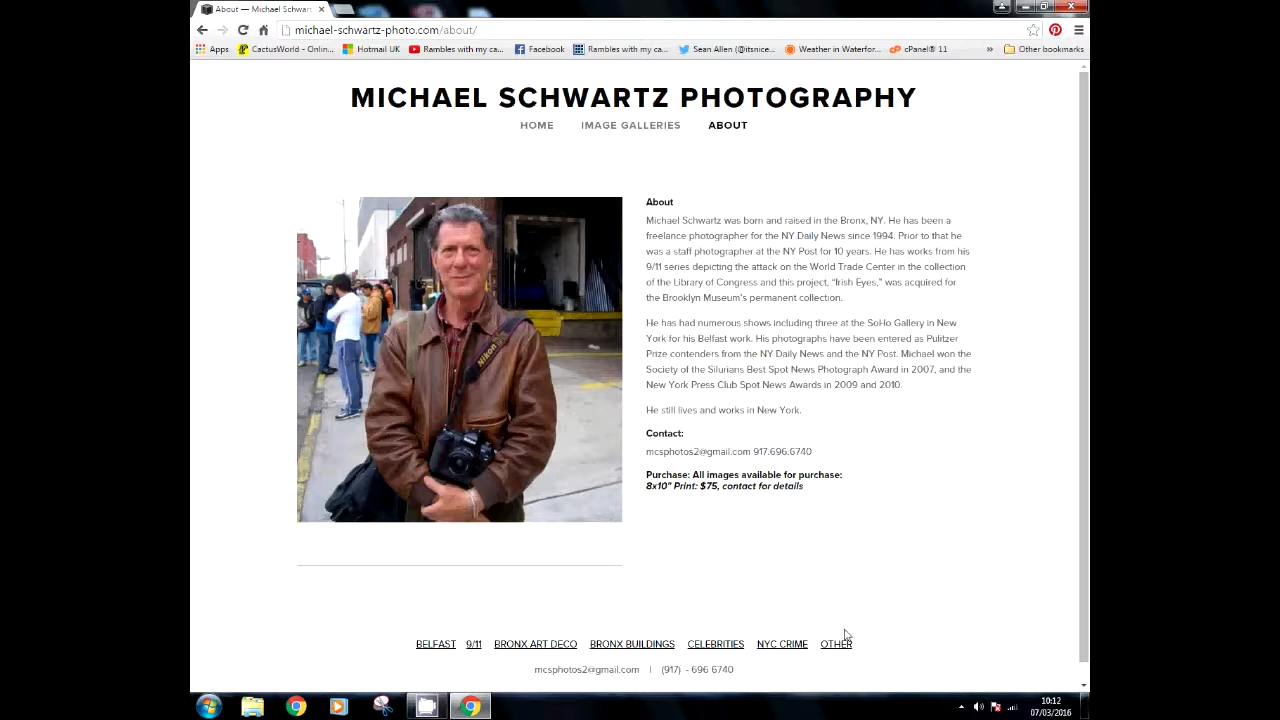 About — Michael Schwart
michael-schwartz-photo.com/about/
Apps CactusWorld - Onlin... Hotmail UK Rambles with my ca... Facebook Rambles with my ca... Sean Allen (@itsnice... Weather in Waterfor... cPanel® 11 » Other bookmarks
MICHAEL SCHWARTZ PHOTOGRAPHY
HOME IMAGE GALLERIES ABOUT
About
Michael Schwartz was born and raised in the Bronx, NY. He has been a
freelance photographer for the NY Daily News since 1994. Prior to that he
was a staff photographer at the NY Post for 10 years. He has works from his
9/11 series depicting the attack on the World Trade Center in the collection
of the Library of Congress and this project, “Irish Eyes,” was acquired for
the Brooklyn Museum's permanent collection.
He has had numerous shows including three at the SoHo Gallery in New
York for his Belfast work. His photographs have been entered as Pulitzer
Prize contenders from the NY Daily News and the NY Post. Michael won the
Society of the Silurians Best Spot News Photograph Award in 2007, and the
New York Press Club Spot News Awards in 2009 and 2010.
He still lives and works in New York.
Contact:
mcsphotos2@gmail.com 917.696.6740
Purchase: All images available for purchase:
8x10" Print: $75, contact for details
Nikon
BELFAST 9/11 BRONX ART DECO BRONX BUILDINGS CELEBRITIES NYC CRIME OTHER
mcsphotos2@gmail.com | (917) - 696 6740
10:12
07/03/2016